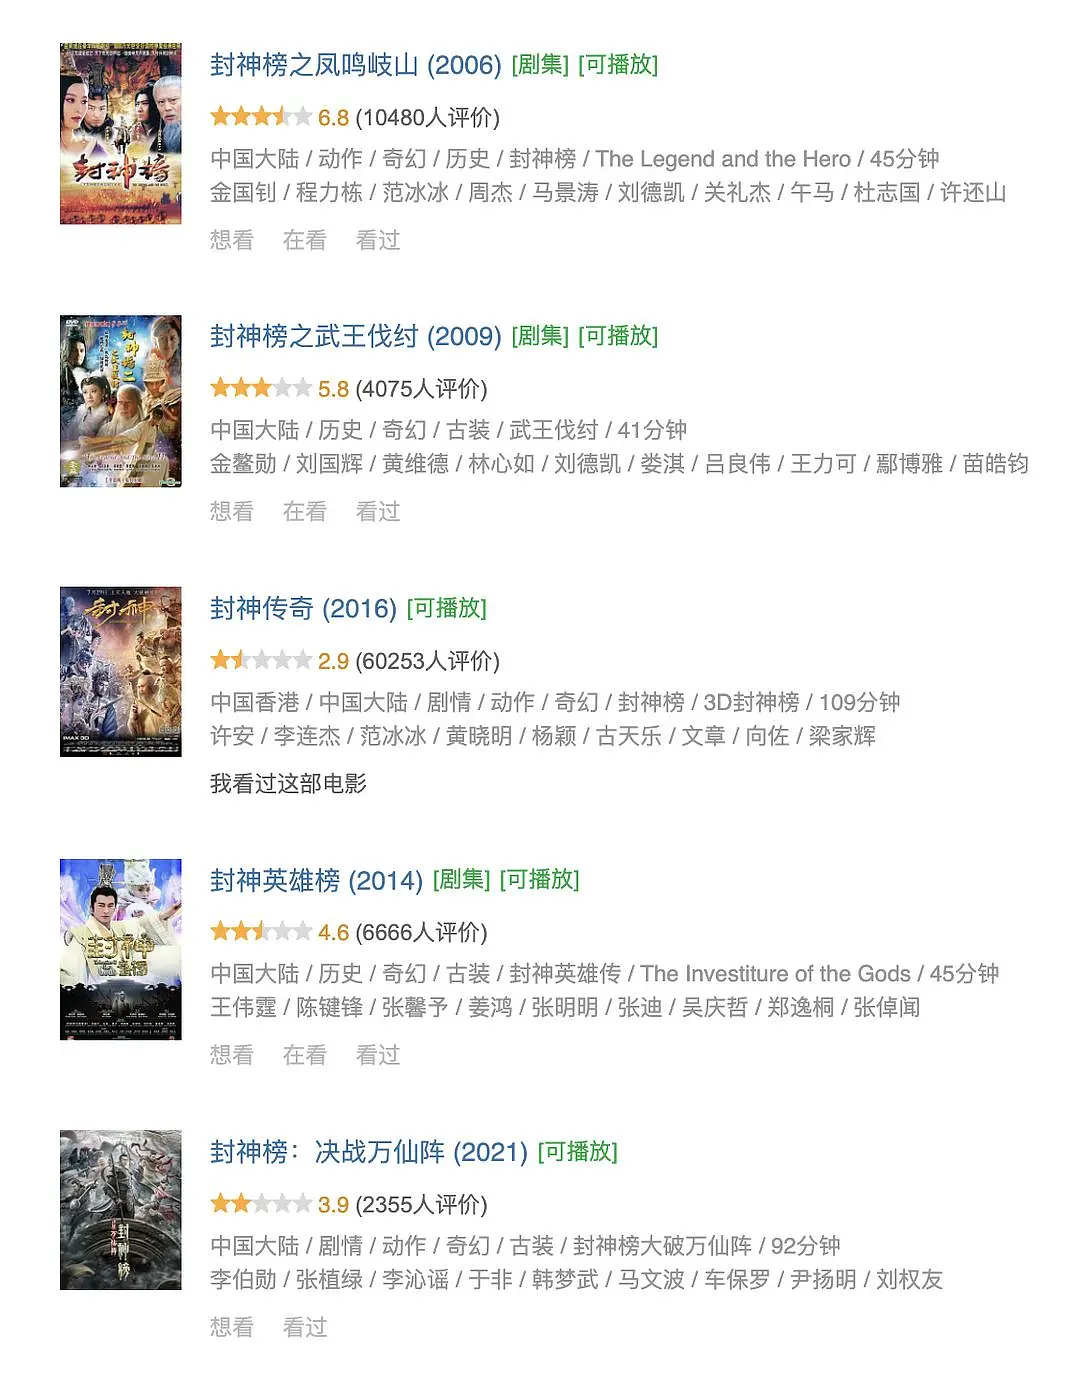 封神榜之凤鸣岐山 (2006) [剧集] [可播放]
6.8 (10480人评价)
中国大陆 / 动作 / 奇幻 / 历史 / 封神榜 / The Legend and the Hero / 45分钟
金国钊 / 程力栋 / 范冰冰 / 周杰 / 马景涛 / 刘德凯 / 关礼杰 / 午马 / 杜志国 / 许还山
想看 在看 看过
封神榜
封神榜之武王伐纣 (2009) [剧集] [可播放]
5.8 (4075人评价)
中国大陆 / 历史 / 奇幻 / 古装 / 武王伐纣 / 41分钟
金鳌勋 / 刘国辉 / 黄维德 / 林心如 / 刘德凯 / 娄淇 / 吕良伟 / 王力可 / 鄢博雅 / 苗皓钧
想看 在看 看过
封神传奇 (2016) [可播放]
2.9 (60253人评价)
中国香港 / 中国大陆 / 剧情 / 动作 / 奇幻 / 封神榜 / 3D封神榜 / 109分钟
许安 / 李连杰 / 范冰冰 / 黄晓明 / 杨颖 / 古天乐 / 文章 / 向佐 / 梁家辉
我看过这部电影
封神
IMAX 3D
封神英雄榜 (2014) [剧集] [可播放]
4.6 (6666人评价)
中国大陆 / 历史 / 奇幻 / 古装 / 封神英雄传 / The Investiture of the Gods / 45分钟
王伟霆 / 陈键锋 / 张馨予 / 姜鸿 / 张明明 / 张迪 / 吴庆哲 / 郑逸桐 / 张倬闻
想看 在看 看过
封神
封神榜：决战万仙阵 (2021) [可播放]
3.9 (2355人评价)
中国大陆 / 剧情 / 动作 / 奇幻 / 古装 / 封神榜大破万仙阵 / 92分钟
李伯勋 / 张植绿 / 李沁谣 / 于非 / 韩梦武 / 马文波 / 车保罗 / 尹扬明 / 刘权友
想看 看过
封神榜